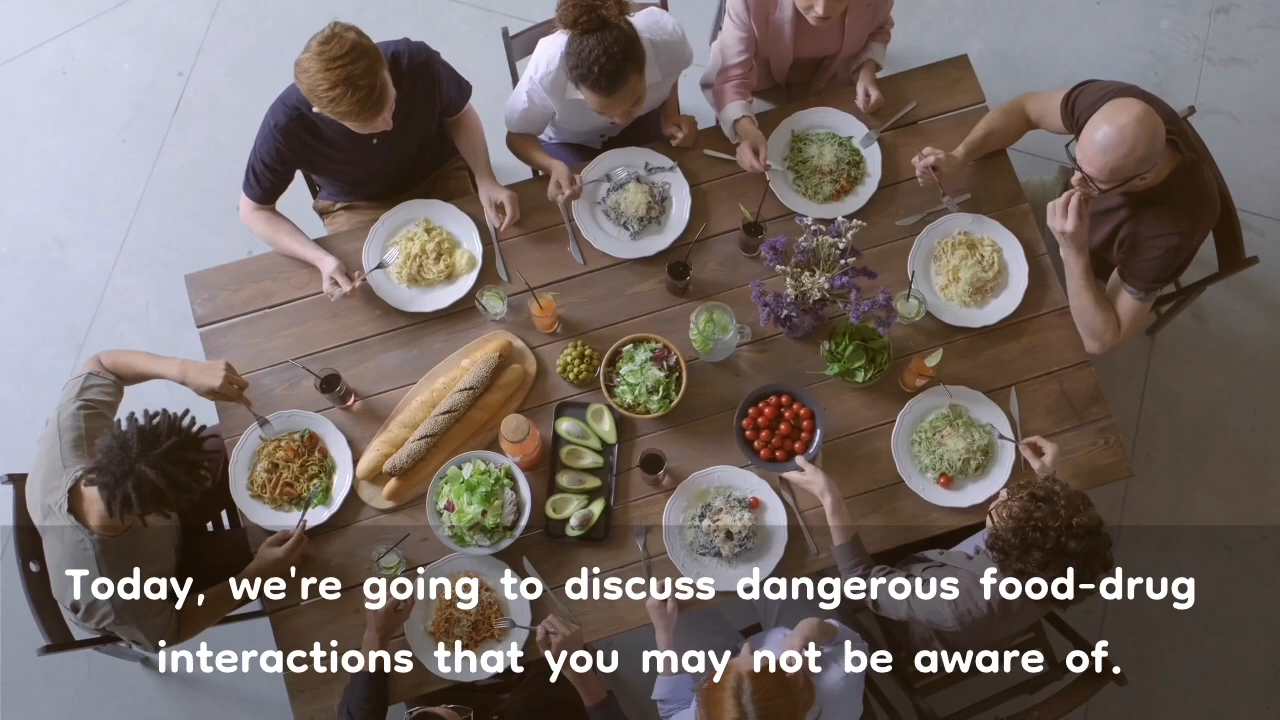 Today, we're going to discuss dangerous food-drug
interactions that you may not be aware of.